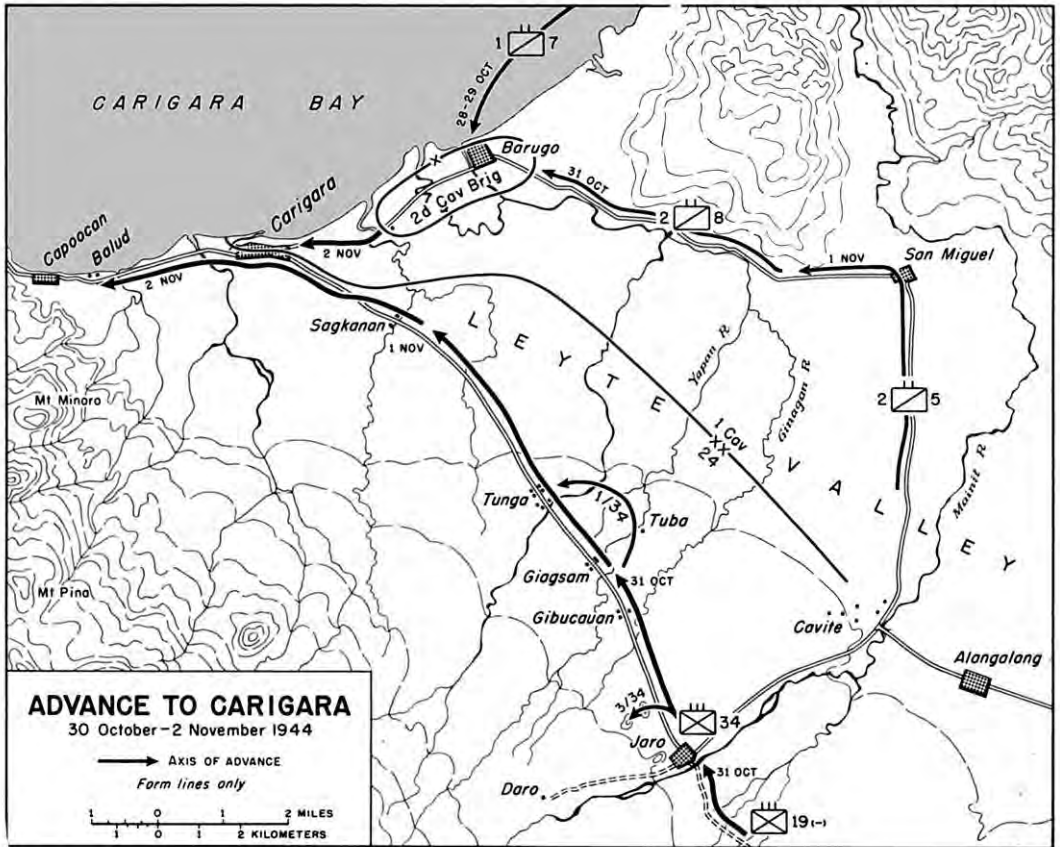 1 7
28-29 OCT
CARIGARA BAY
Barugo
X
31 OCT
2d Cav Brig
2 8
Carigara
Capoocan
Balud
2 NOV
2 NOV
1 NOV
San Miguel
Sagkanan
1 NOV
LEYTE VALLEY
Yapan R
Ginagan R
Mainit R
Mt Minoro
2 5
1 Cav
XX
24
Tunga
1/34
Tuba
Giagsam
31 OCT
Mt Pina
Gibucauan
Cavite
Alangalang
3/34
34
Jaro
31 OCT
Daro
19(-)
ADVANCE TO CARIGARA
30 October-2 November 1944
AXIS OF ADVANCE
Form lines only
1 0 1 2 MILES
1 0 1 2 KILOMETERS